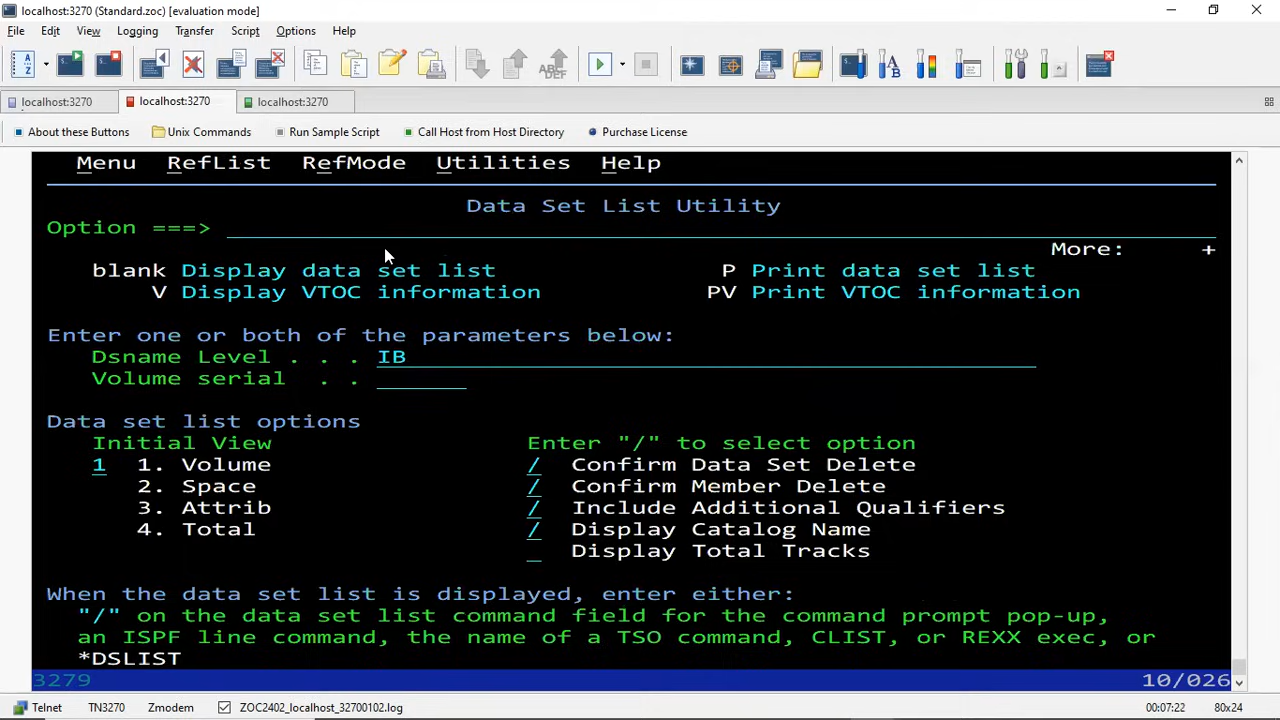 localhost:3270 (Standard.zoc) [evaluation mode]
File Edit View Logging Transfer Script Options Help
localhost:3270 localhost:3270 localhost:3270
About these Buttons Unix Commands Run Sample Script Call Host from Host Directory Purchase License
Menu RefList RefMode Utilities Help
Data Set List Utility
Option ===>
More: +
blank Display data set list P Print data set list
V Display VTOC information PV Print VTOC information
Enter one or both of the parameters below:
Dsname Level . . . IB
Volume serial . .
Data set list options
Initial View Enter "/" to select option
1 1. Volume / Confirm Data Set Delete
2. Space / Confirm Member Delete
3. Attrib / Include Additional Qualifiers
4. Total / Display Catalog Name
_ Display Total Tracks
When the data set list is displayed, enter either:
"/" on the data set list command field for the command prompt pop-up,
an ISPF line command, the name of a TSO command, CLIST, or REXX exec, or
*DSLIST
3279 10/026
Telnet TN3270 Zmodem ZOC2402_localhost_32700102.log 00:07:22 80x24